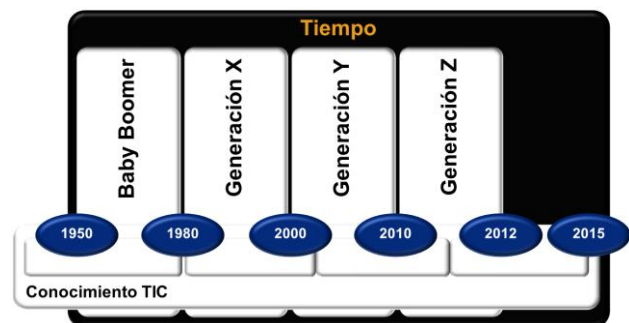 Tiempo
Baby Boomer
Generación X
Generación Y
Generación Z
1950
1980
2000
2010
2012
2015
Conocimiento TIC